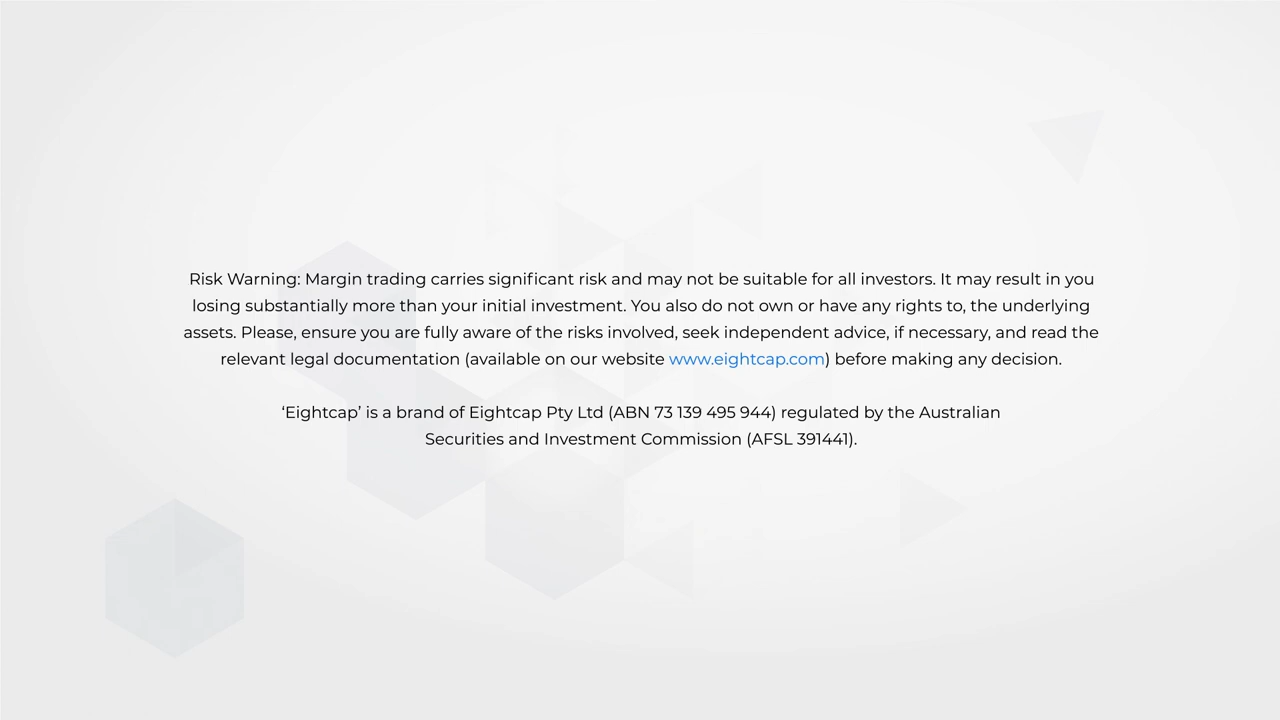 Risk Warning: Margin trading carries significant risk and may not be suitable for all investors. It may result in you
losing substantially more than your initial investment. You also do not own or have any rights to, the underlying
assets. Please, ensure you are fully aware of the risks involved, seek independent advice, if necessary, and read the
relevant legal documentation (available on our website www.eightcap.com) before making any decision.
‘Eightcap’ is a brand of Eightcap Pty Ltd (ABN 73 139 495 944) regulated by the Australian
Securities and Investment Commission (AFSL 391441).